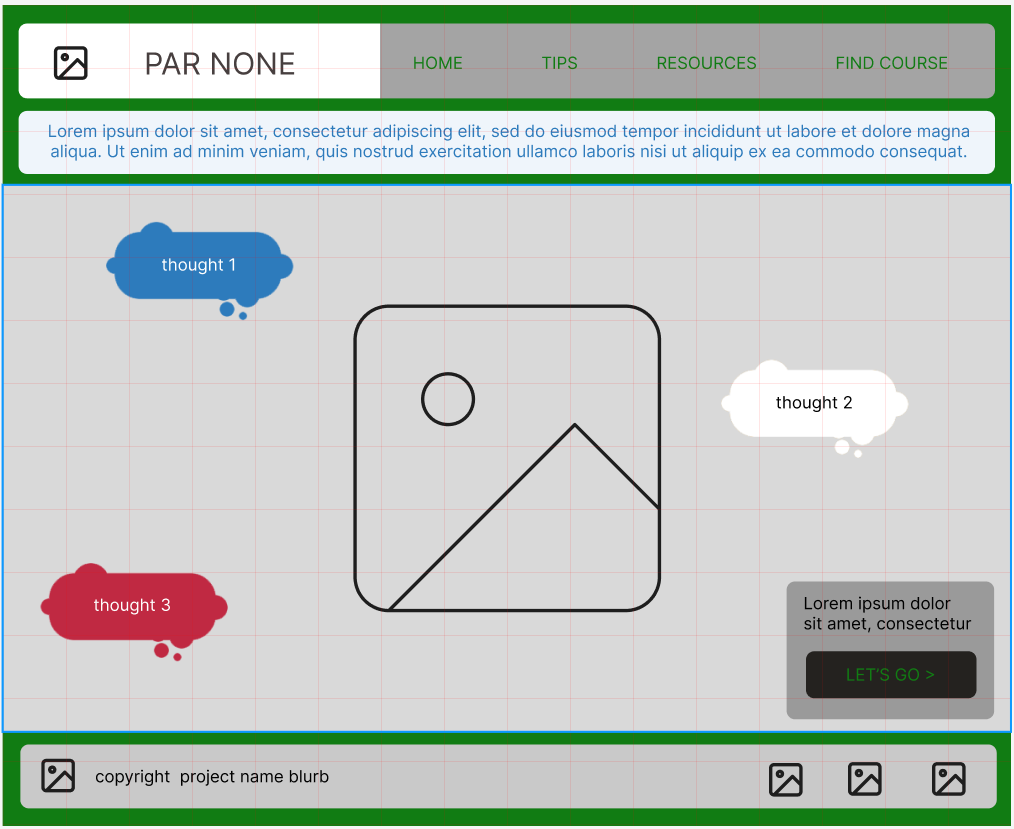 PAR NONE
HOME
TIPS
RESOURCES
FIND COURSE
Lorem ipsum dolor sit amet, consectetur adipiscing elit, sed do eiusmod tempor incididunt ut labore et dolore magna
aliqua. Ut enim ad minim veniam, quis nostrud exercitation ullamco laboris nisi ut aliquip ex ea commodo consequat.
thought 1
thought 2
thought 3
Lorem ipsum dolor
sit amet, consectetur
LET'S GO >
copyright  project name blurb